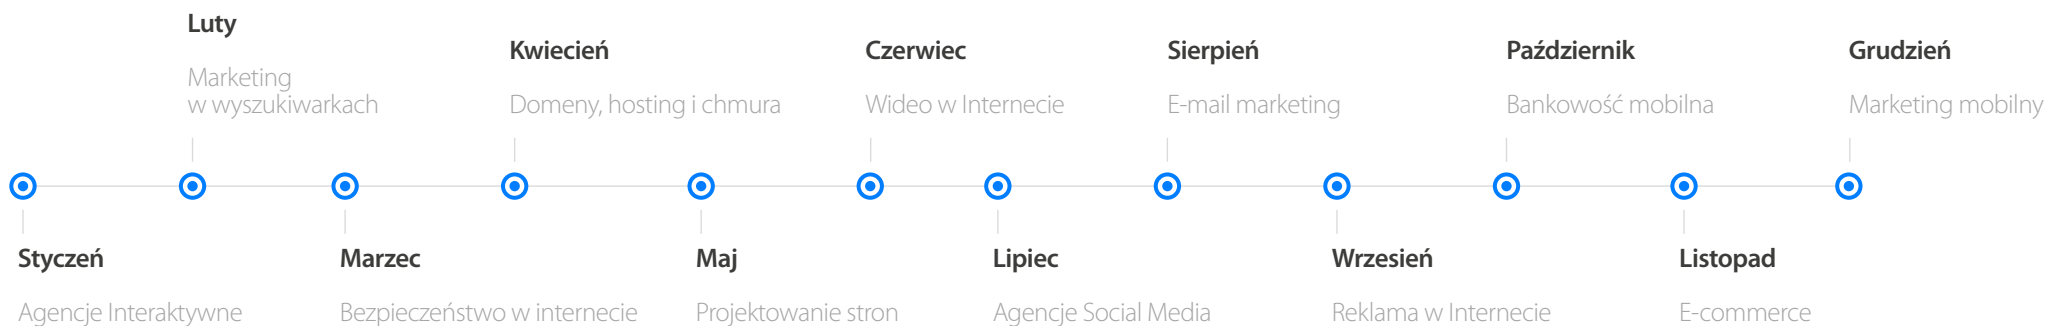 Styczeń
Agencje Interaktywne
Luty
Marketing
w wyszukiwarkach
Marzec
Bezpieczeństwo w internecie
Kwiecień
Domeny, hosting i chmura
Maj
Projektowanie stron
Czerwiec
Wideo w Internecie
Lipiec
Agencje Social Media
Sierpień
E-mail marketing
Wrzesień
Reklama w Internecie
Październik
Bankowość mobilna
Listopad
E-commerce
Grudzień
Marketing mobilny